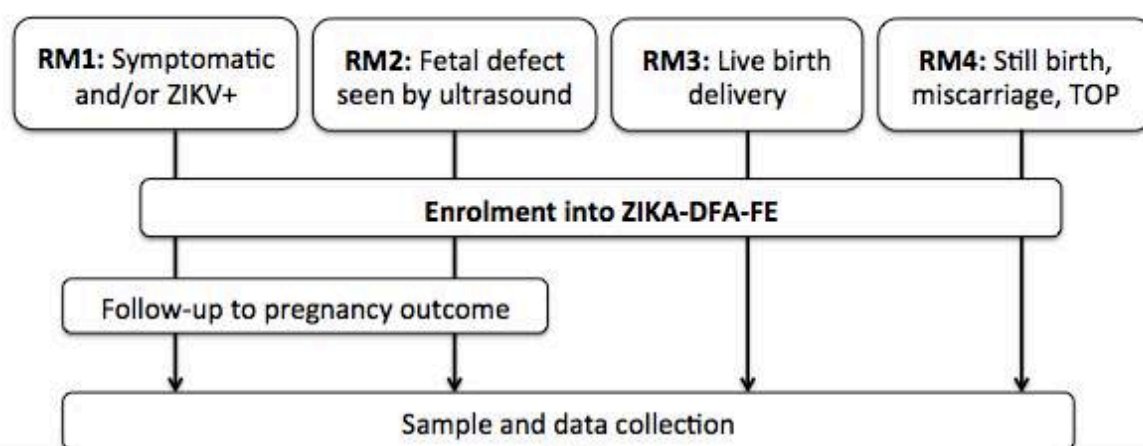 RM1: Symptomatic
and/or ZIKV+
RM2: Fetal defect
seen by ultrasound
RM3: Live birth
delivery
RM4: Still birth,
miscarriage, TOP
Enrolment into ZIKA-DFA-FE
Follow-up to pregnancy outcome
Sample and data collection